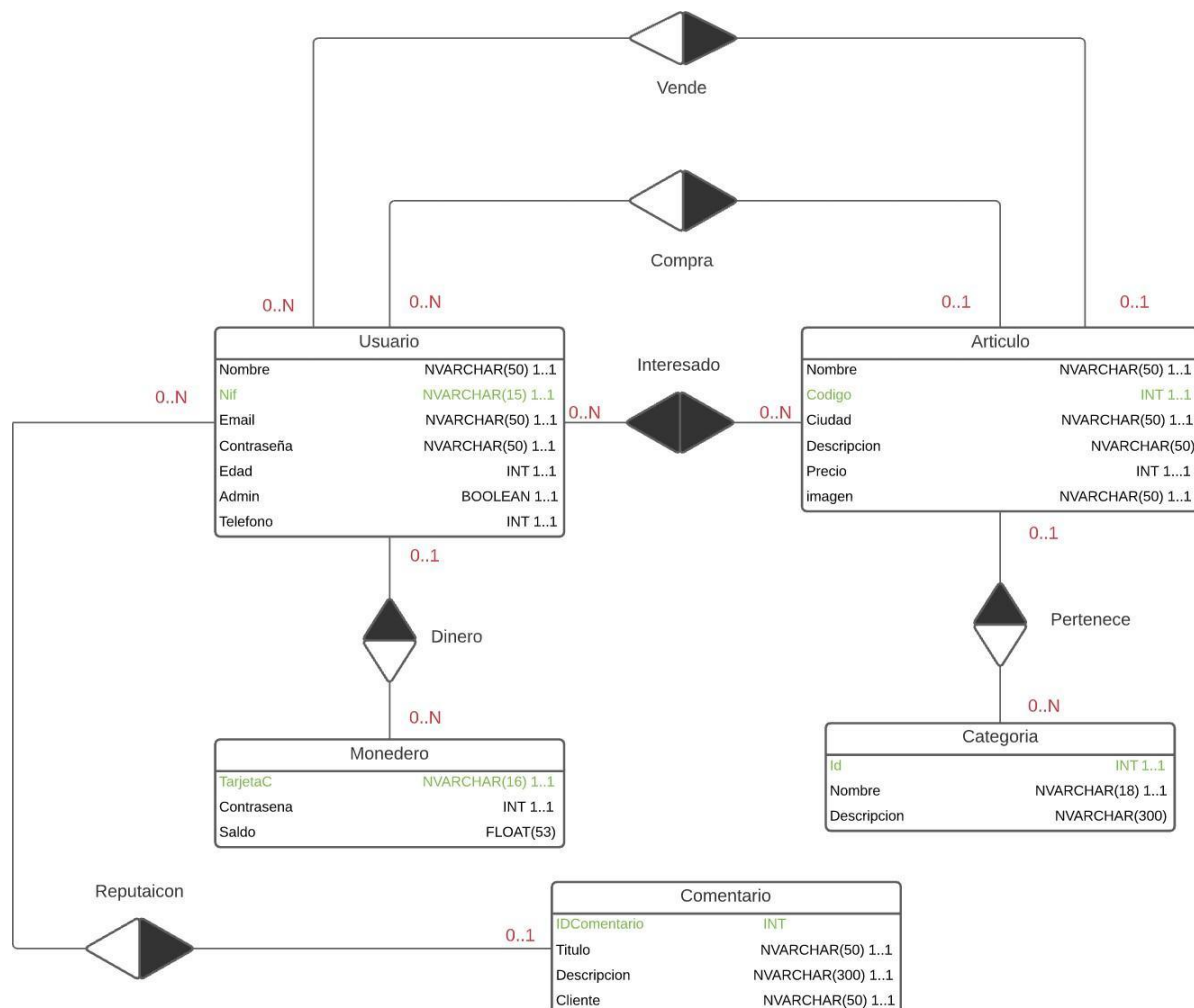 Vende
Compra
0..N
0..N
0..1
0..1
Usuario
Nombre NVARCHAR(50) 1..1
Nif NVARCHAR(15) 1..1
Email NVARCHAR(50) 1..1
Contraseña NVARCHAR(50) 1..1
Edad INT 1..1
Admin BOOLEAN 1..1
Telefono INT 1..1
0..N
Interesado
0..N
0..N
Articulo
Nombre NVARCHAR(50) 1..1
Codigo INT 1..1
Ciudad NVARCHAR(50) 1..1
Descripcion NVARCHAR(50)
Precio INT 1...1
imagen NVARCHAR(50) 1..1
0..1
Dinero
0..N
0..1
Pertenece
0..N
Monedero
TarjetaC NVARCHAR(16) 1..1
Contrasena INT 1..1
Saldo FLOAT(53)
Categoria
Id INT 1..1
Nombre NVARCHAR(18) 1..1
Descripcion NVARCHAR(300)
Reputaicon
0..1
Comentario
IDComentario INT
Titulo NVARCHAR(50) 1..1
Descripcion NVARCHAR(300) 1..1
Cliente NVARCHAR(50) 1..1